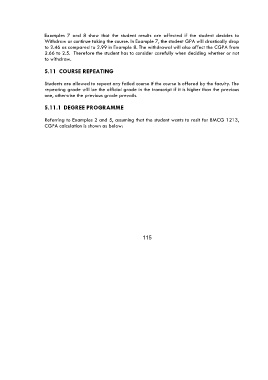 Examples 7 and 8 show that the student results are affected if the student decides to
Withdraw or continue taking the course. In Example 7, the student GPA will drastically drop
to 2.46 as compared to 2.99 in Example 8. The withdrawal will also affect the CGPA from
2.66 to 2.5. Therefore the student has to consider carefully when deciding whether or not
to withdraw.
5.11 COURSE REPEATING
Students are allowed to repeat any failed course if the course is offered by the faculty. The
repeating grade will be the official grade in the transcript if it is higher than the previous
one, otherwise the previous grade prevails.
5.11.1 DEGREE PROGRAMME
Referring to Examples 2 and 5, assuming that the student wants to resit for BMCG 1213,
CGPA calculation is shown as below:
115